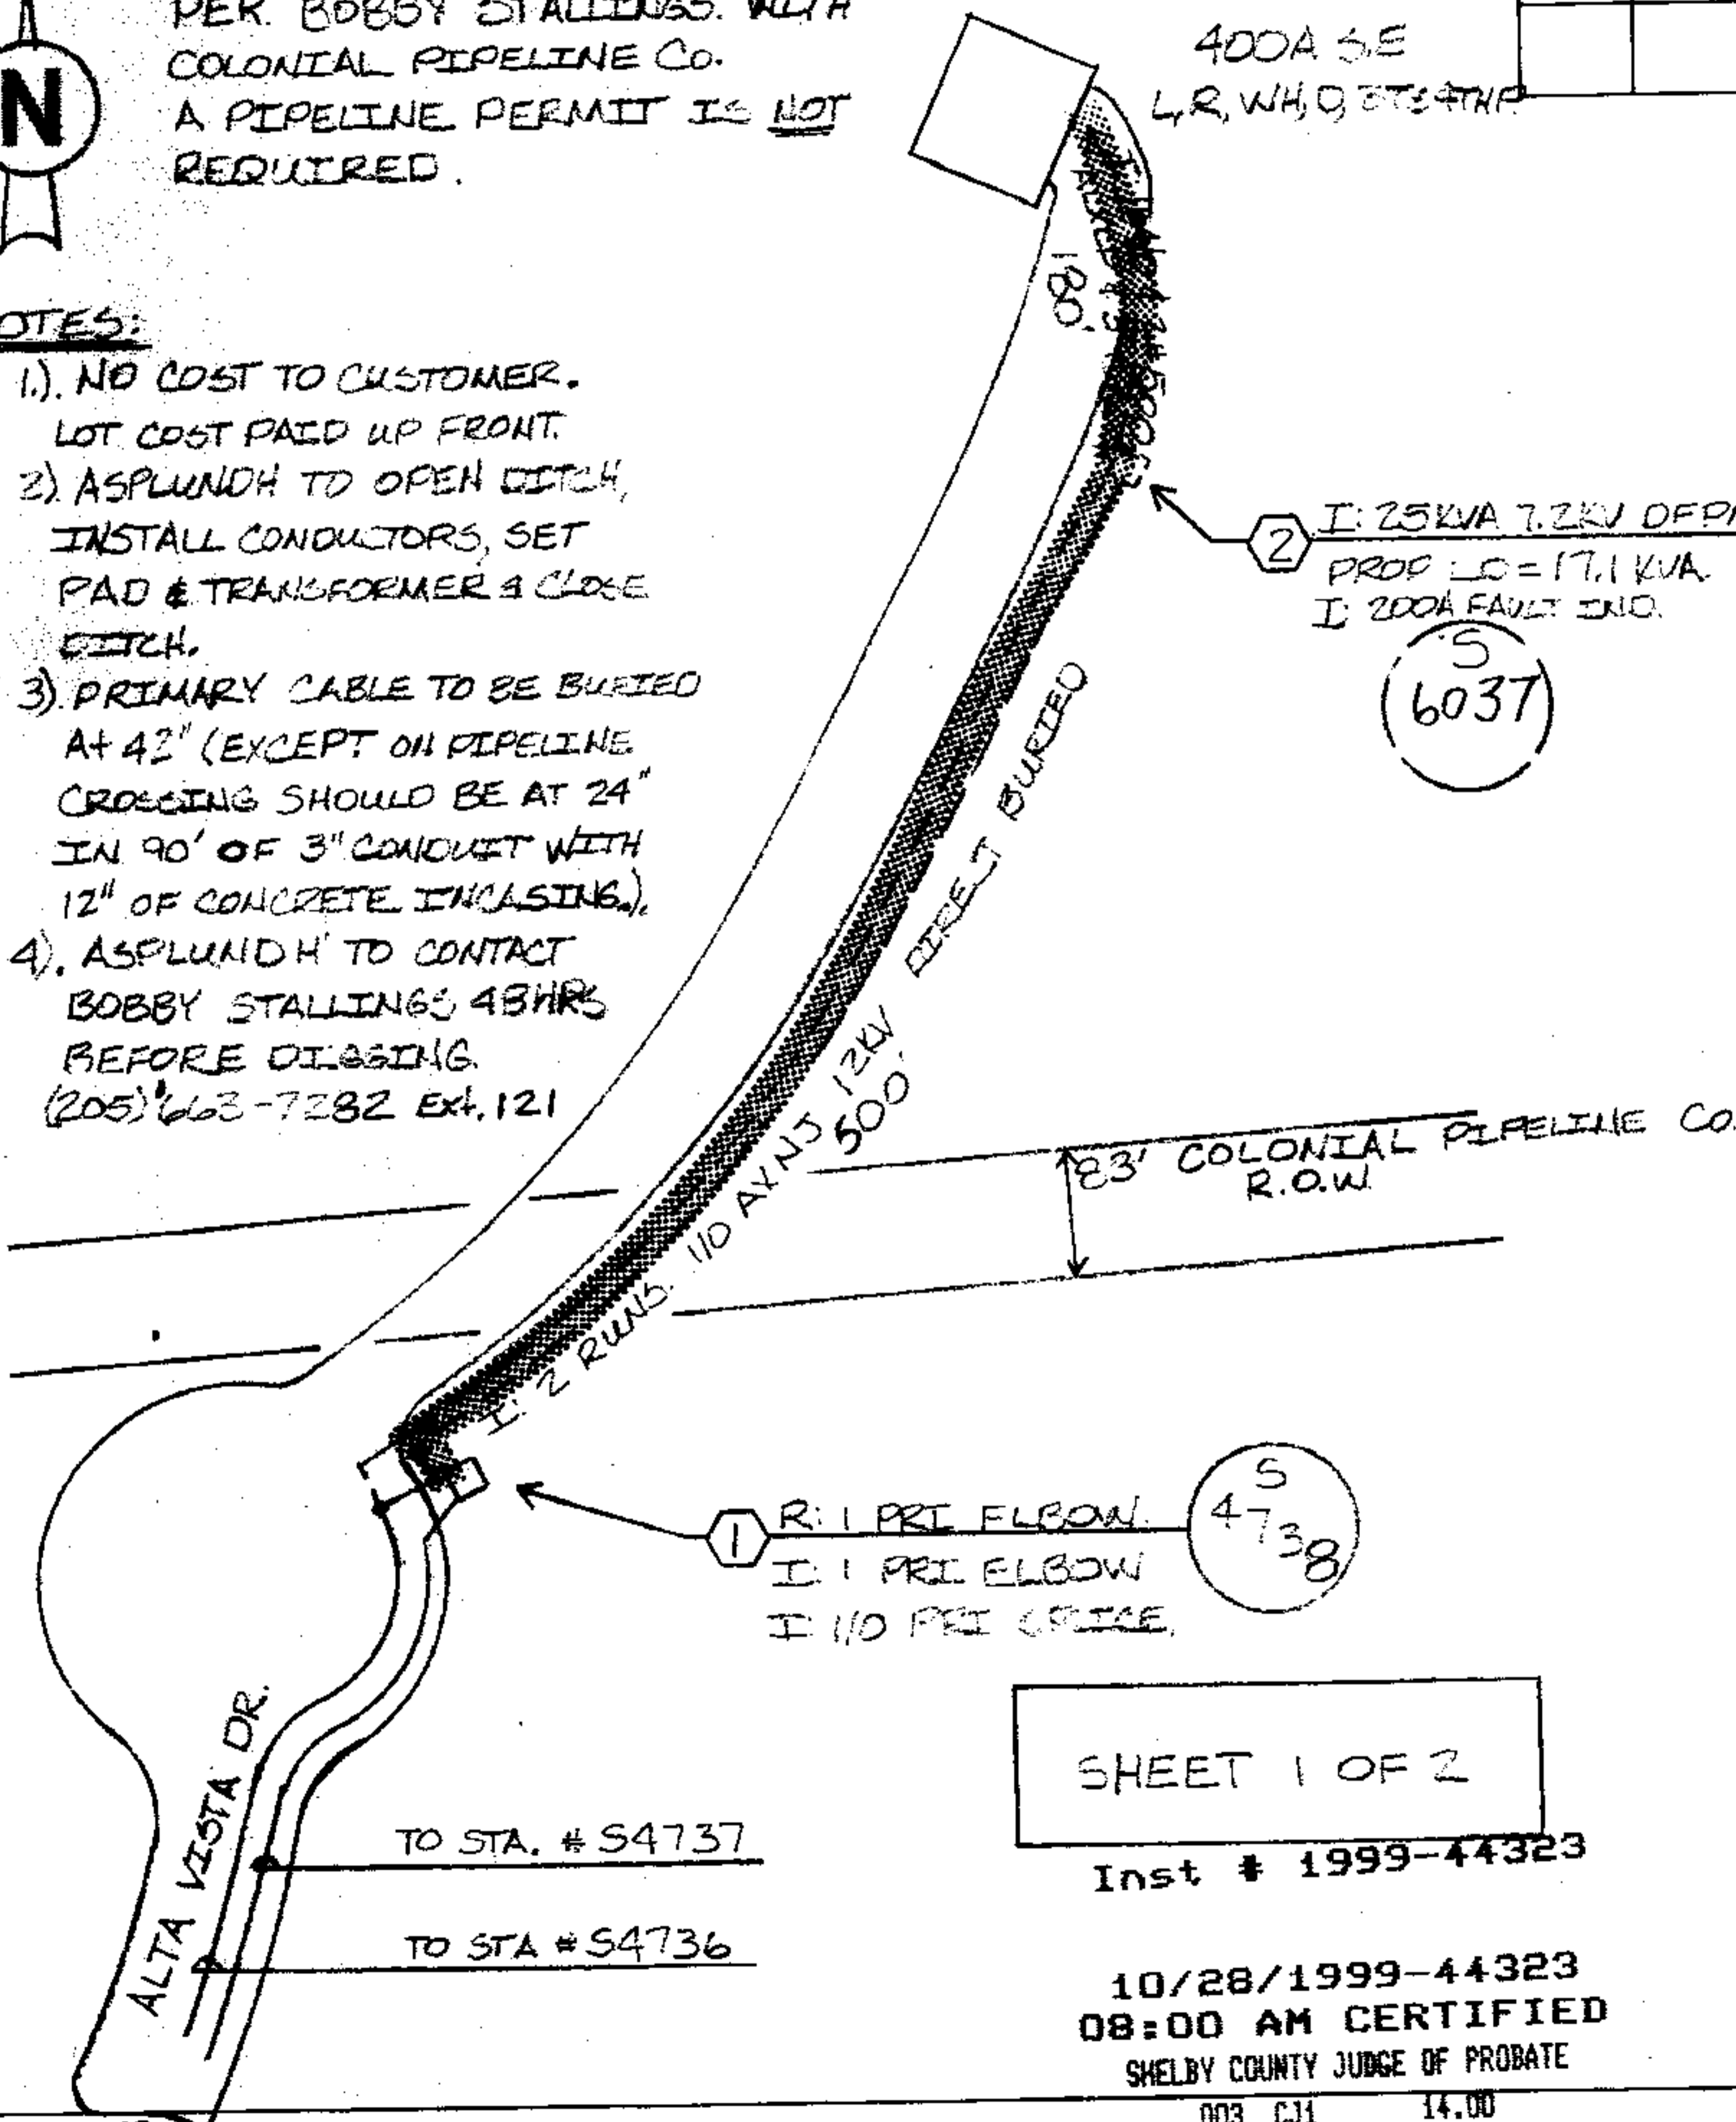 PER BOBBY STALLINGS. WITH
COLONIAL PIPELINE Co.
A PIPELINE PERMIT IS NOT
REQUIRED.
N
400A S.E
L,R,WH,D,
OTES:
1.). NO COST TO CUSTOMER.
LOT COST PAID UP FRONT.
2). ASPLUNDH TO OPEN DITCH,
INSTALL CONDUCTORS, SET
PAD & TRANSFORMER & CLOSE
DITCH.
3). PRIMARY CABLE TO BE BURIED
At 42" (EXCEPT ON PIPELINE
CROSSING SHOULD BE AT 24"
IN 90' OF 3" CONDUIT WITH
12" OF CONCRETE INCASING.).
4). ASPLUNDH TO CONTACT
BOBBY STALLINGS 48HRS
BEFORE DIGGING.
(205) 663-7282 Ext. 121
180'
2
I: 25KVA 7.2KV
PROP LD = 17.1 KVA.
I: 200A FAULT IND.
S
6037
DIRECT BURIED
I: 2 RUNS. 1/0 AXNJ 12KV
500'
83' COLONIAL PIPELINE CO.
R.O.W.
1
R: 1 PRI ELBOW.
I: 1 PRI ELBOW
I: 1/0 PRI SPLICE.
S
4738
SHEET 1 OF 2
ALTA VISTA DR.
TO STA. # S4737
TO STA # S4736
Inst # 1999-44323
10/28/1999-44323
08:00 AM CERTIFIED
SHELBY COUNTY JUDGE OF PROBATE
003 CJ1 14.00